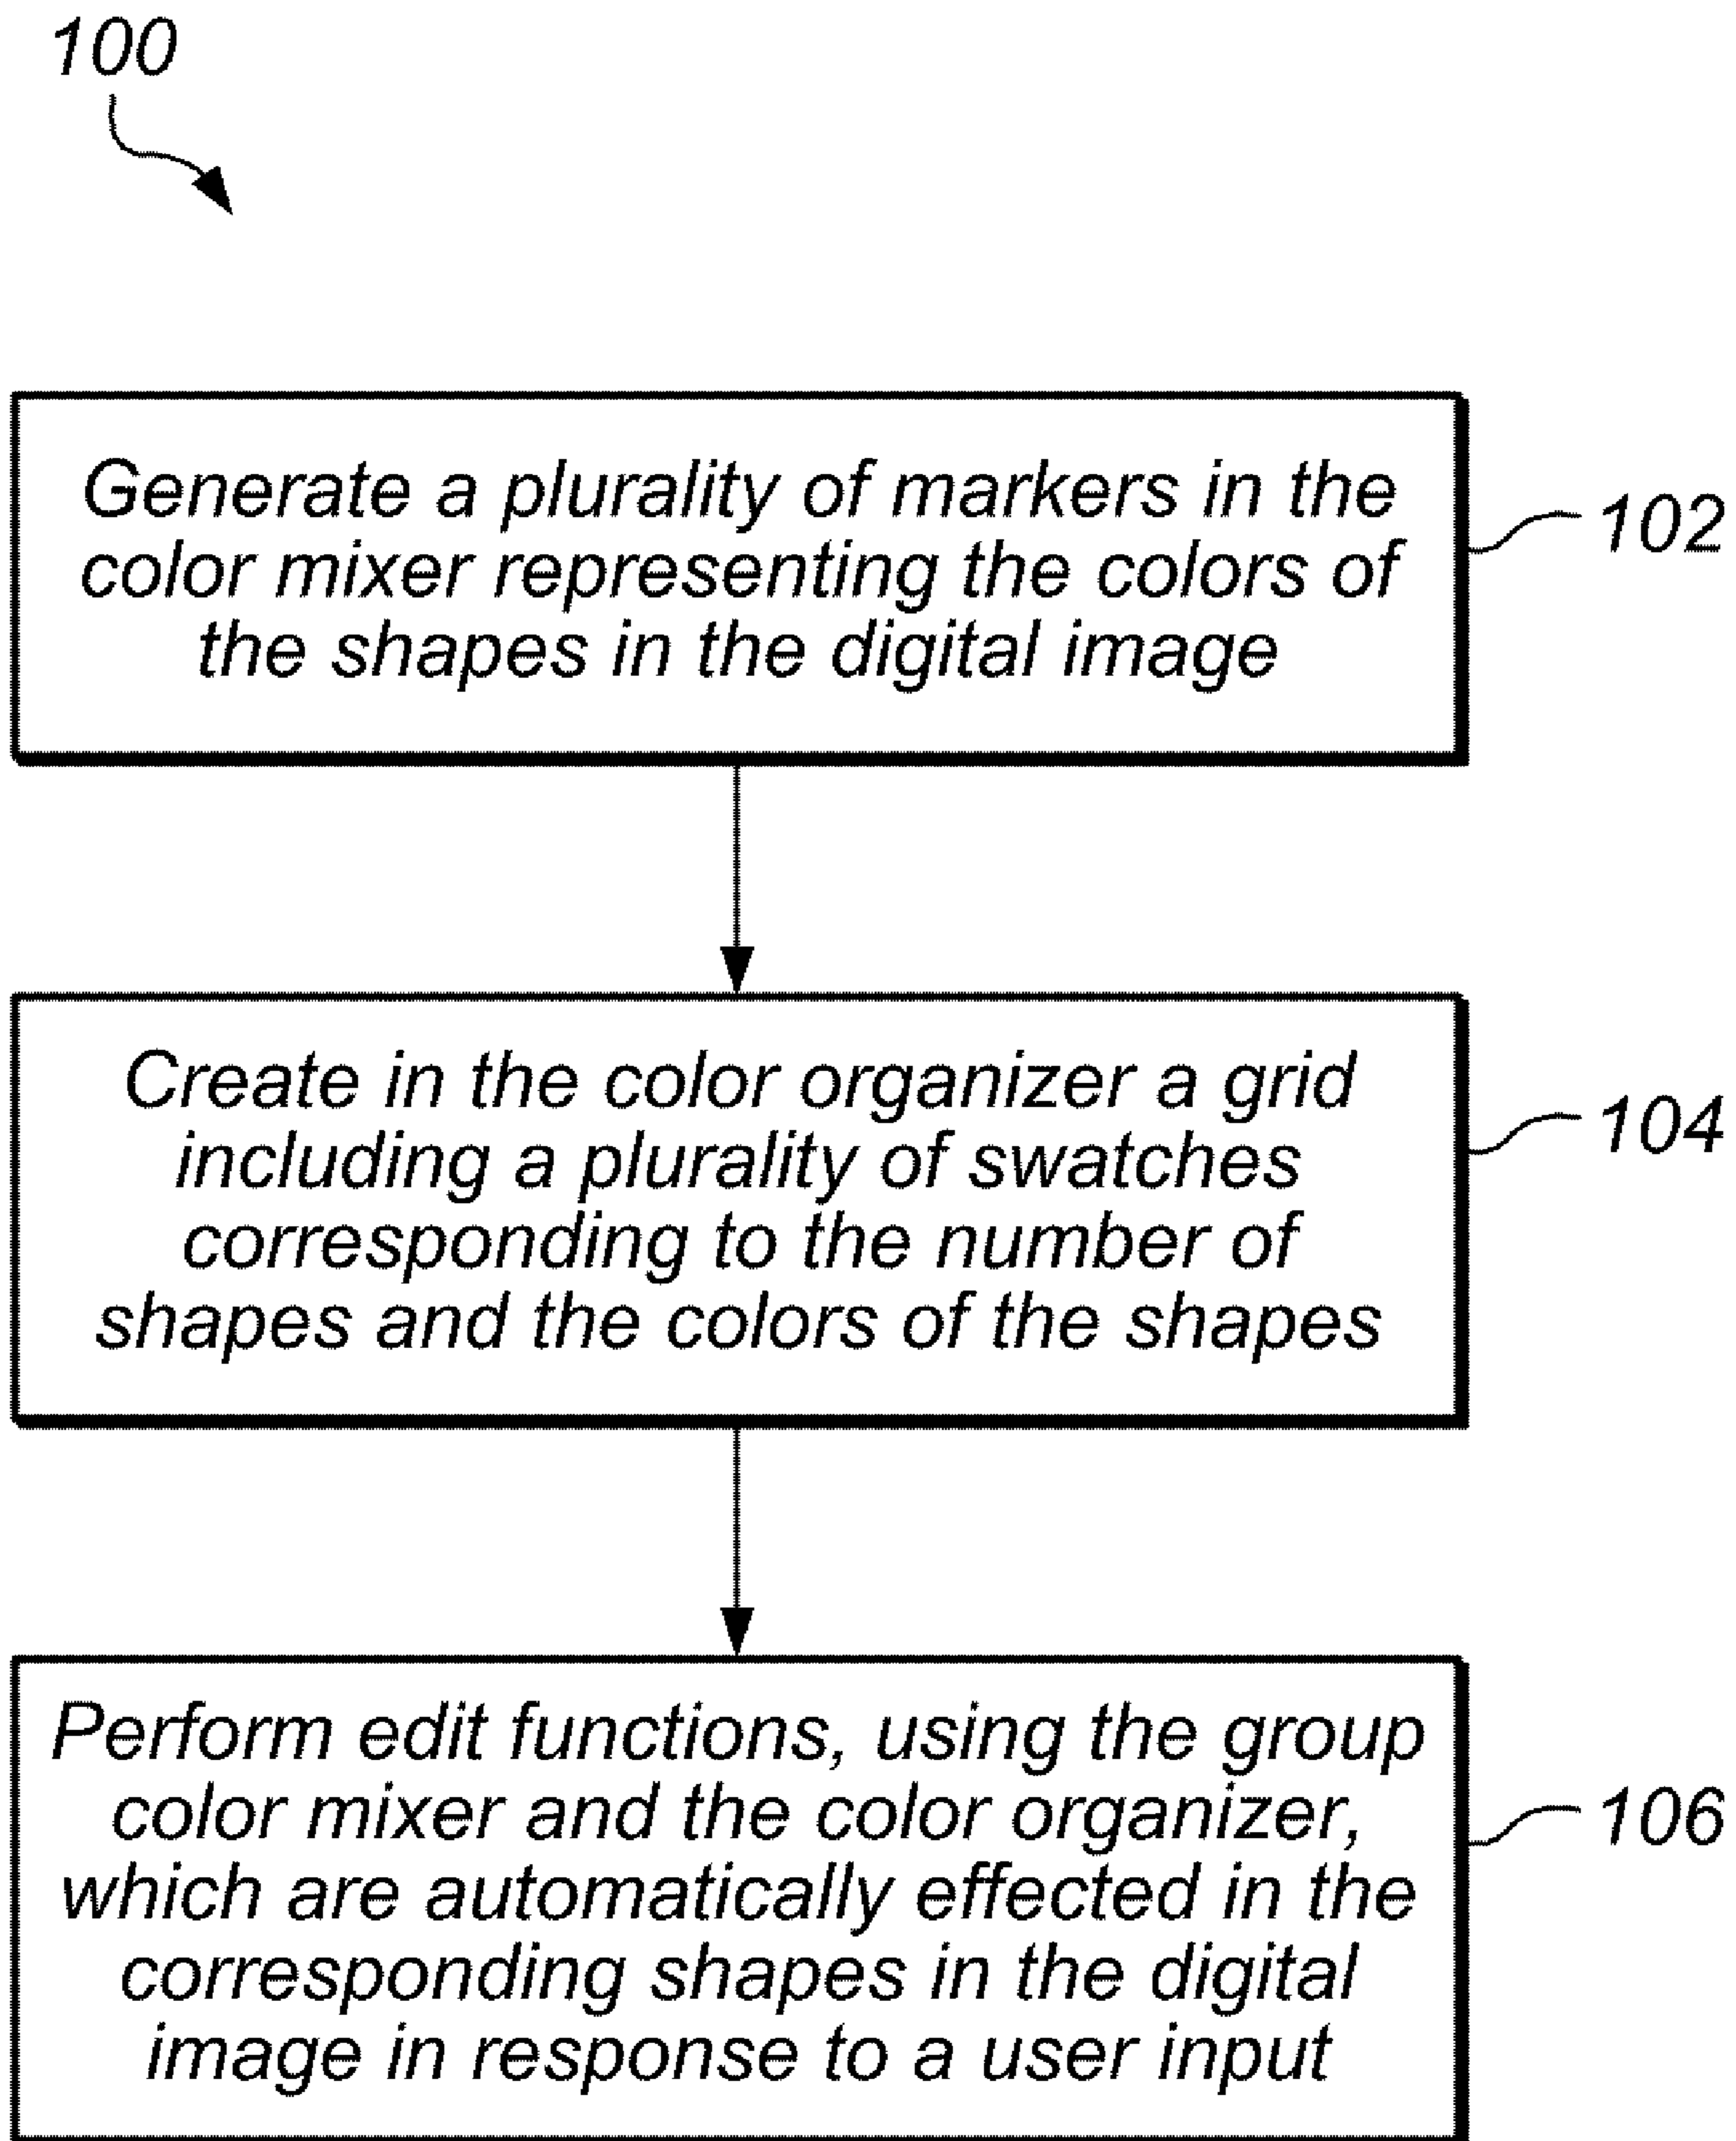 100
Generate a plurality of markers in the
color mixer representing the colors of
the shapes in the digital image
102
Create in the color organizer a grid
including a plurality of swatches
corresponding to the number of
shapes and the colors of the shapes
104
Perform edit functions, using the group
color mixer and the color organizer,
which are automatically effected in the
corresponding shapes in the digital
image in response to a user input
106